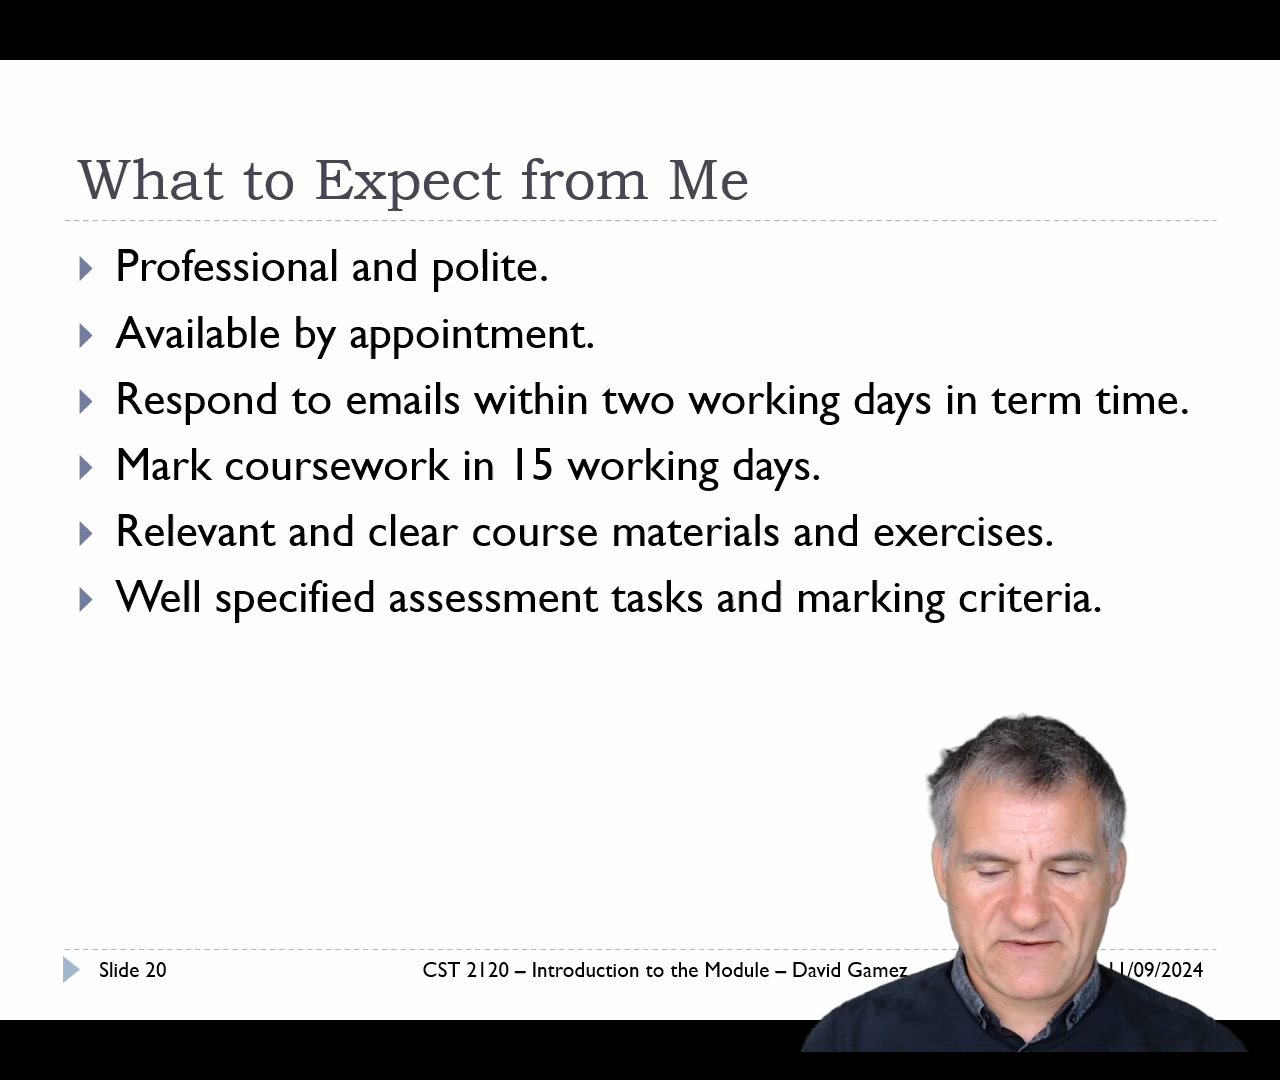 What to Expect from Me
Professional and polite.
Available by appointment.
Respond to emails within two working days in term time.
Mark coursework in 15 working days.
Relevant and clear course materials and exercises.
Well specified assessment tasks and marking criteria.
Slide 20
CST 2120 – Introduction to the Module – David Gamez
11/09/2024